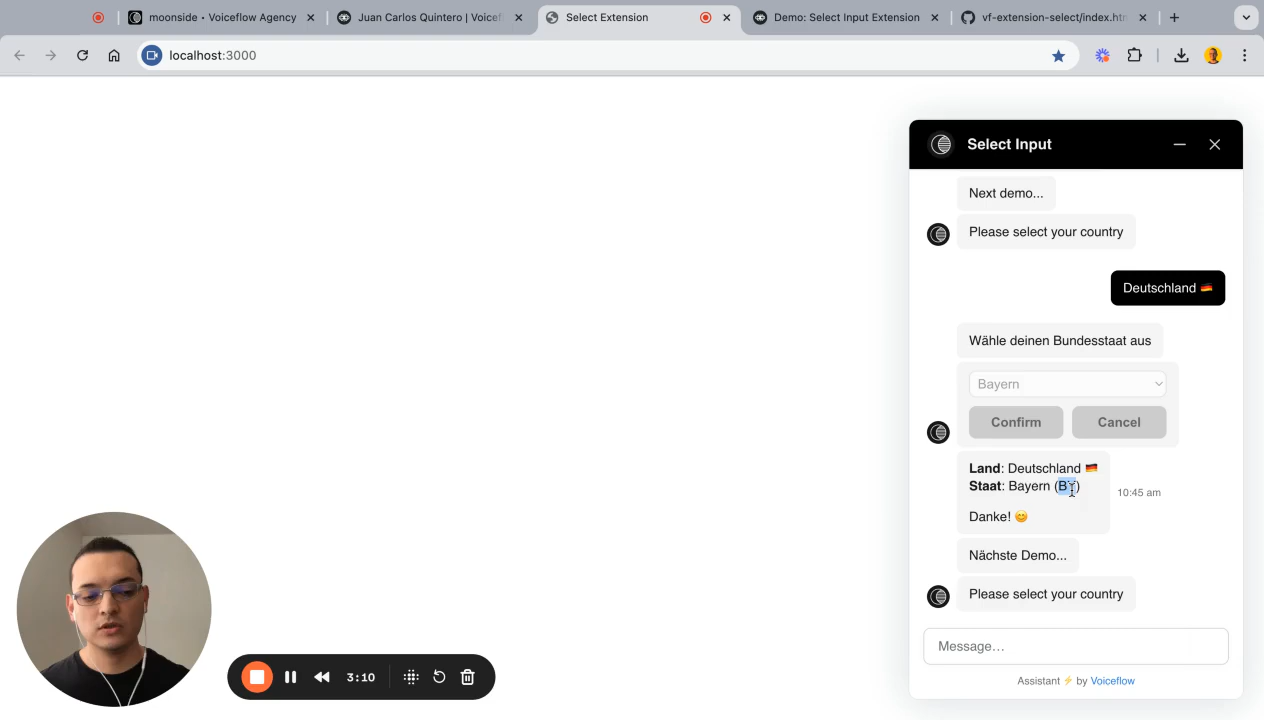 moonside • Voiceflow Agency
Juan Carlos Quintero | Voicef
Select Extension
Demo: Select Input Extension
vf-extension-select/index.htm
localhost:3000
Select Input
Next demo...
Please select your country
Deutschland 🇩🇪
Wähle deinen Bundesstaat aus
Bayern
Confirm
Cancel
Land: Deutschland 🇩🇪
Staat: Bayern (BY)
10:45 am
Danke! 😊
Nächste Demo...
Please select your country
Message…
Assistant ⚡ by Voiceflow
3:10